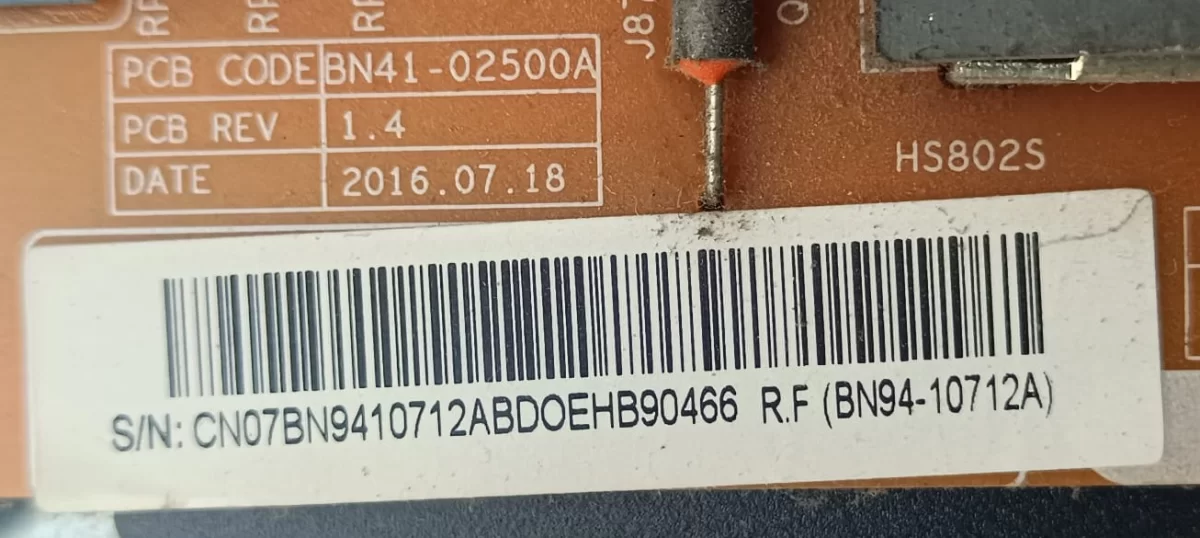 PCB CODE BN41-02500A
PCB REV 1.4
DATE 2016.07.18
HS802S
S/N: CN07BN9410712ABDOEHB90466 R.F (BN94-10712A)